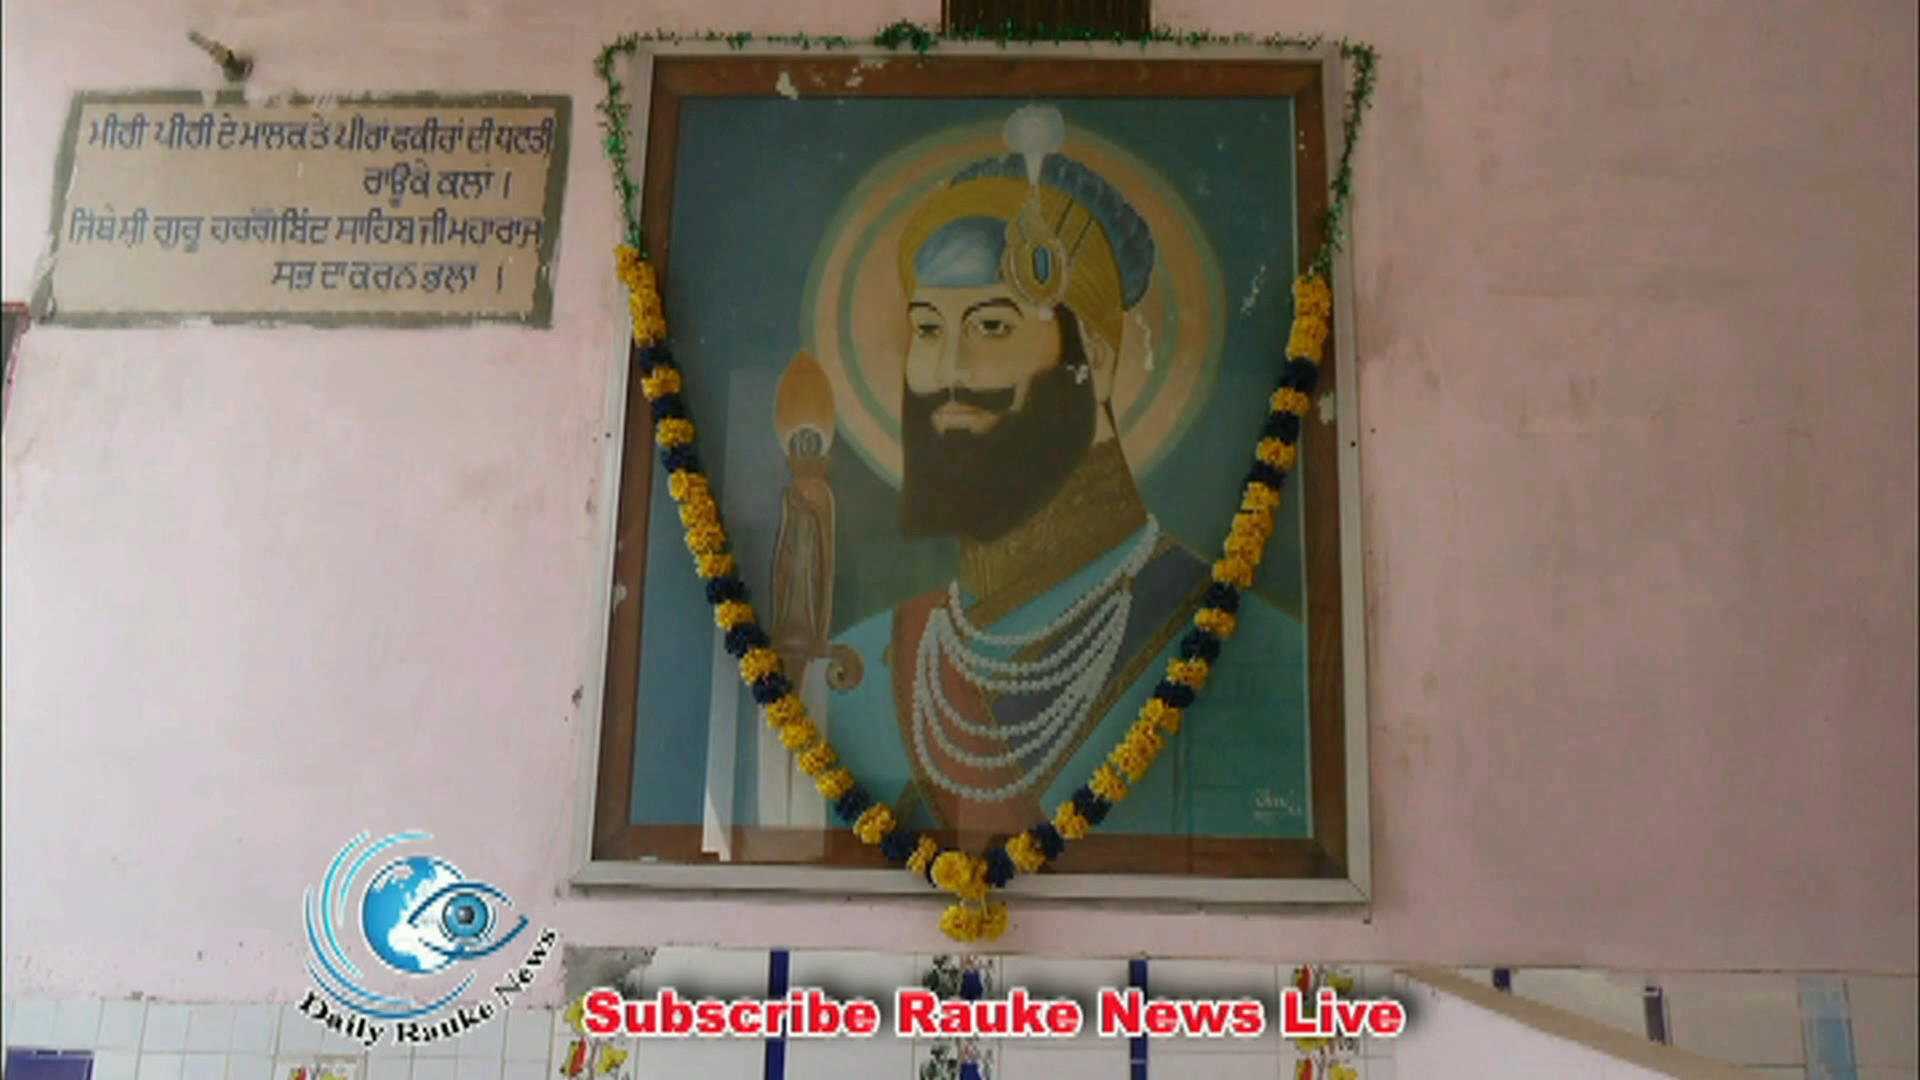 ਮੀਰੀ ਪੀਰੀ ਦੇ ਮਾਲਕ ਤੇ ਪੀਰਾਂ ਫਕੀਰਾਂ ਦੀ ਧਰਤੀ
ਰਾਊਕੇ ਕਲਾਂ।
ਜਿੱਥੇ ਸ਼੍ਰੀ ਗੁਰੂ ਹਰਗੋਬਿੰਦ ਸਾਹਿਬ ਜੀ ਮਹਾਰਾਜ
ਸਭ ਦਾ ਕਰਨ ਭਲਾ ।
Daily Rauke News
Subscribe Rauke News Live